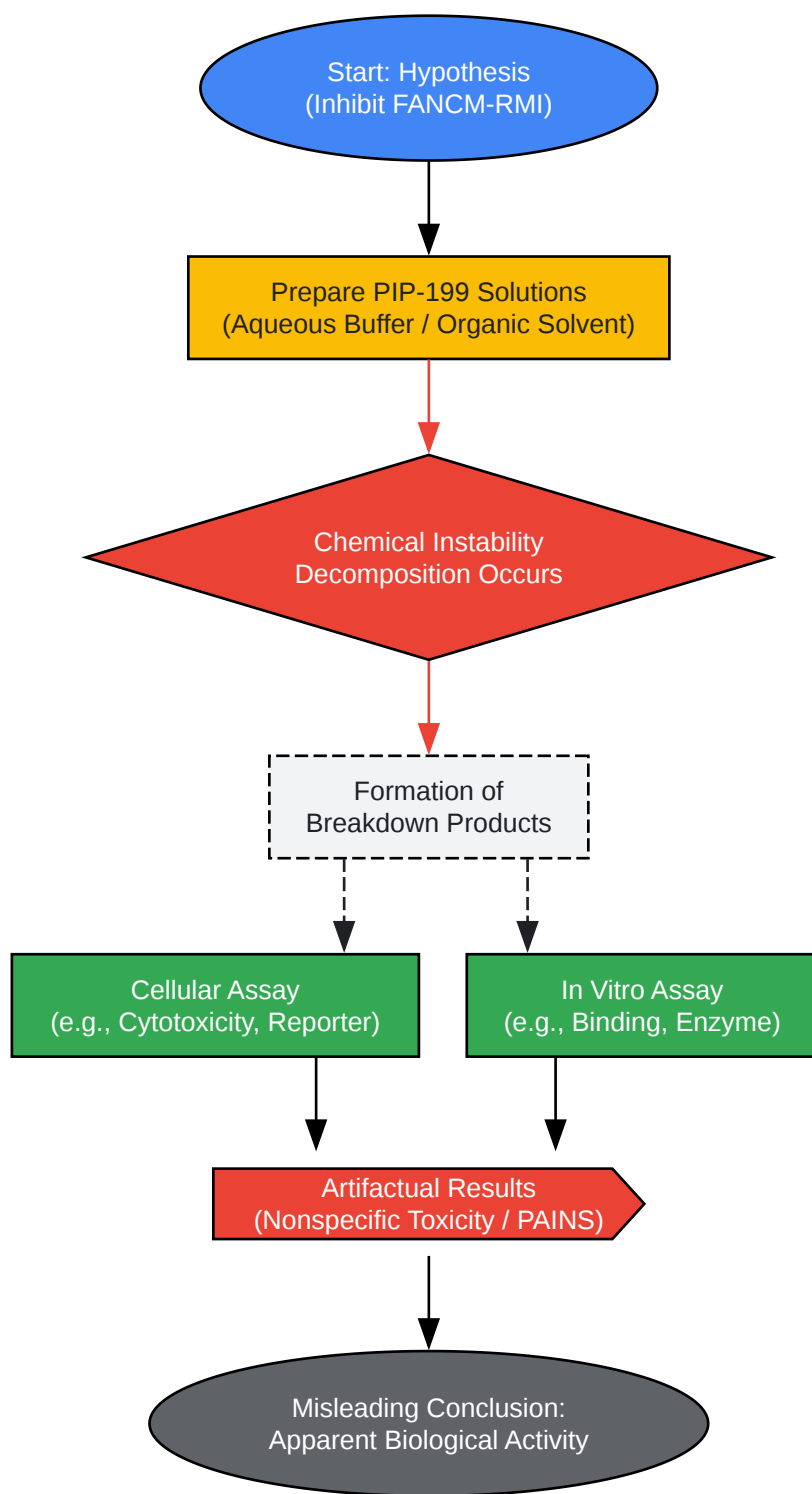 Start: Hypothesis
(Inhibit FANCM-RMI)
Prepare PIP-199 Solutions
(Aqueous Buffer / Organic Solvent)
Chemical Instability
Decomposition Occurs
Formation of
Breakdown Products
Cellular Assay
(e.g., Cytotoxicity, Reporter)
In Vitro Assay
(e.g., Binding, Enzyme)
Artifactual Results
(Nonspecific Toxicity / PAINS)
Misleading Conclusion:
Apparent Biological Activity